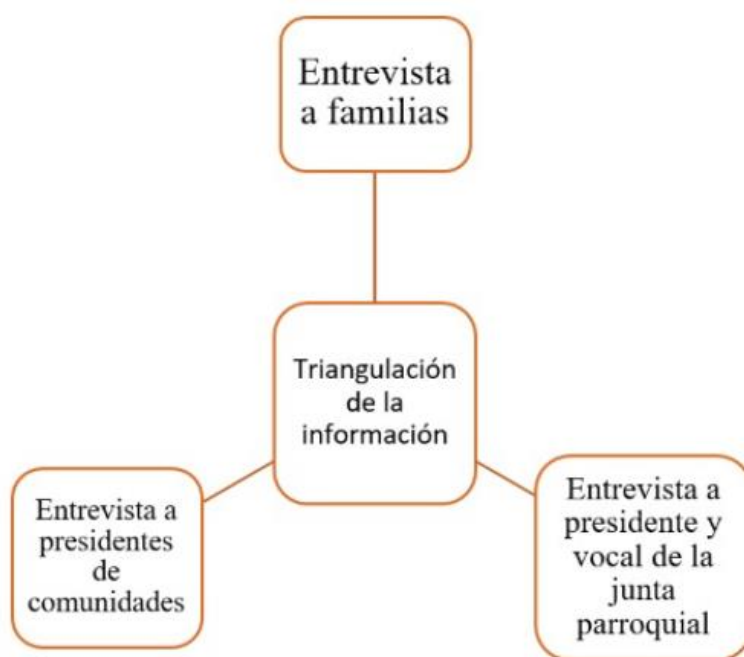 Entrevista
a familias
Triangulación
de la
información
Entrevista a
presidentes
de
comunidades
Entrevista a
presidente y
vocal de la
junta
parroquial